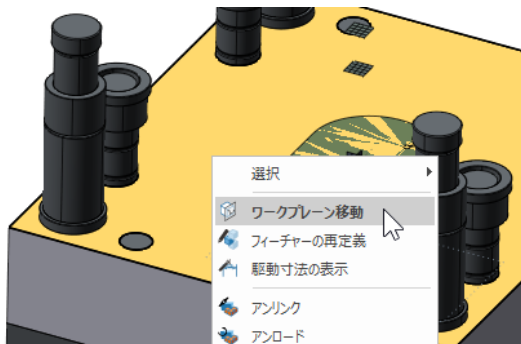 選択
ワークプレーン移動
フィーチャーの再定義
駆動寸法の表示
アンリンク
アンロード